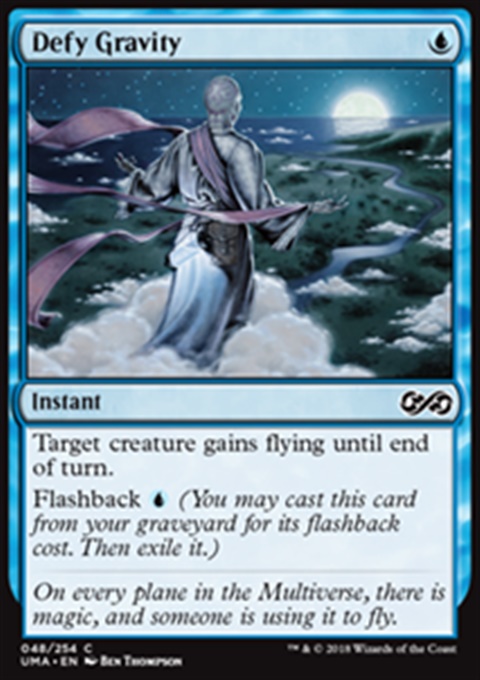 Defy Gravity
Instant
Target creature gains flying until end
of turn.
Flashback (You may cast this card
from your graveyard for its flashback
cost. Then exile it.)
On every plane in the Multiverse, there is
magic, and someone is using it to fly.
048/254 C
UMA • EN Ben Thompson
™ & © 2018 Wizards of the Coast